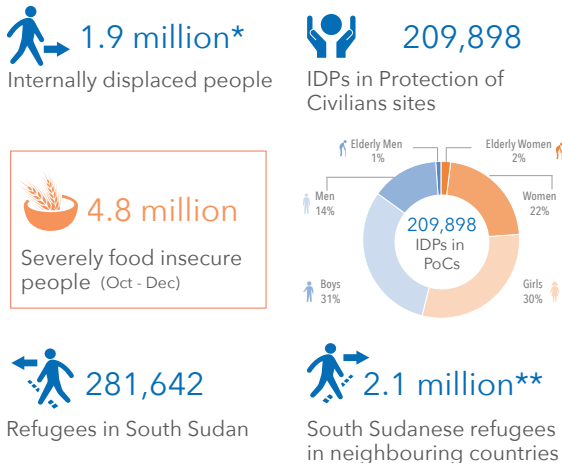 1.9 million*
Internally displaced people
209,898
IDPs in Protection of
Civilians sites
4.8 million
Severely food insecure
people (Oct - Dec)
Elderly Men
1%
Elderly Women
2%
Men
14%
Women
22%
209,898
IDPs in
PoCs
Boys
31%
Girls
30%
281,642
Refugees in South Sudan
2.1 million**
South Sudanese refugees
in neighbouring countries